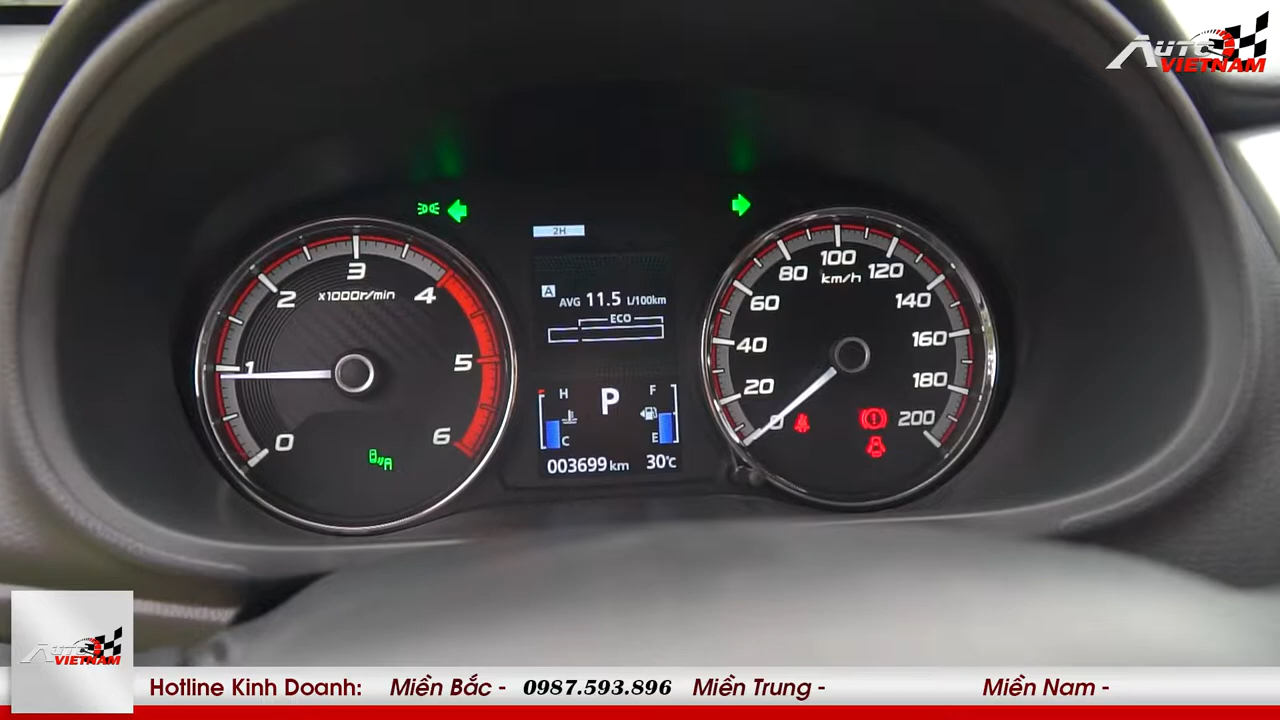 AUTO
VIETNAM
2H
A AVG 11.5 L/100km
ECO
0 1 2 3 4 5 6
x1000r/min
H
C
P
F
E
003699 km 30°c
0 20 40 60 80 100 120 140 160 180 200
km/h
A
AUTO
VIETNAM
Hotline Kinh Doanh: Miền Bắc - 0987.593.896 Miền Trung - Miền Nam -